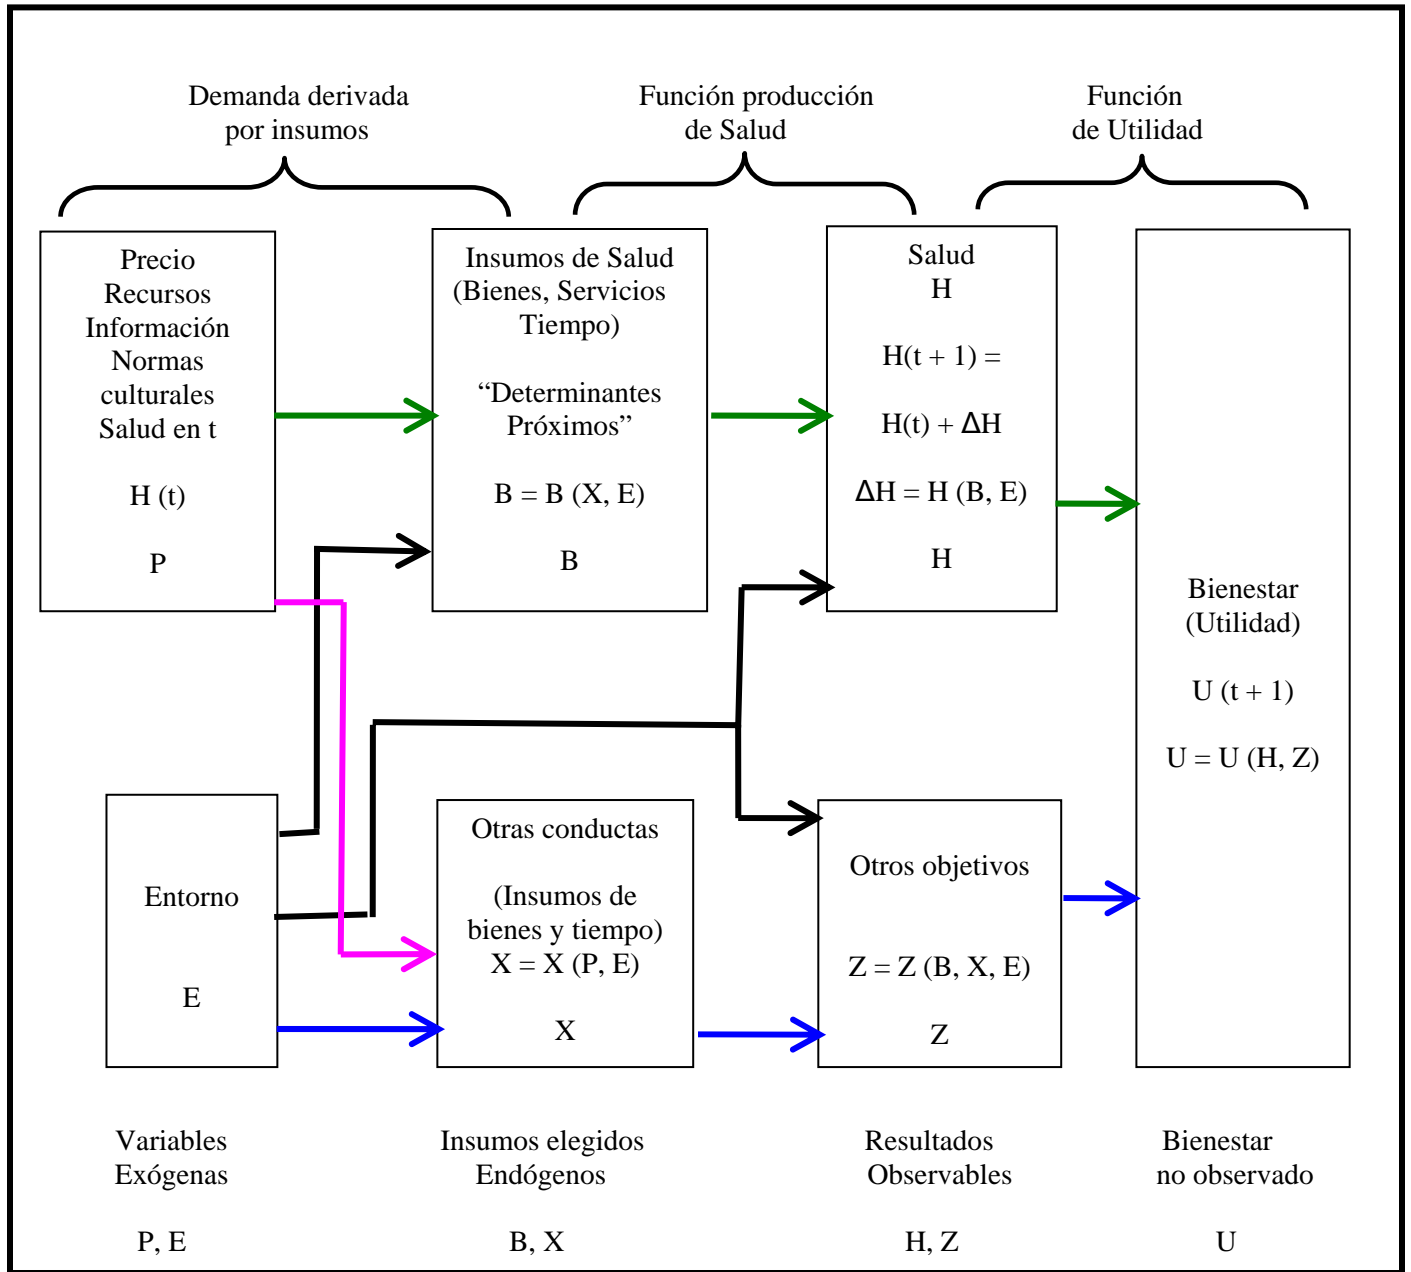 Demanda derivada
por insumos
Función producción
de Salud
Función
de Utilidad
Precio
Recursos
Información
Normas
culturales
Salud en t
H (t)
P
Insumos de Salud
(Bienes, Servicios
Tiempo)
“Determinantes
Próximos”
B = B (X, E)
B
Salud
H
H(t + 1) =
H(t) + ΔH
ΔH = H (B, E)
H
Bienestar
(Utilidad)
U (t + 1)
U = U (H, Z)
Entorno
E
Otras conductas
(Insumos de
bienes y tiempo)
X = X (P, E)
X
Otros objetivos
Z = Z (B, X, E)
Z
Variables
Exógenas
P, E
Insumos elegidos
Endógenos
B, X
Resultados
Observables
H, Z
Bienestar
no observado
U